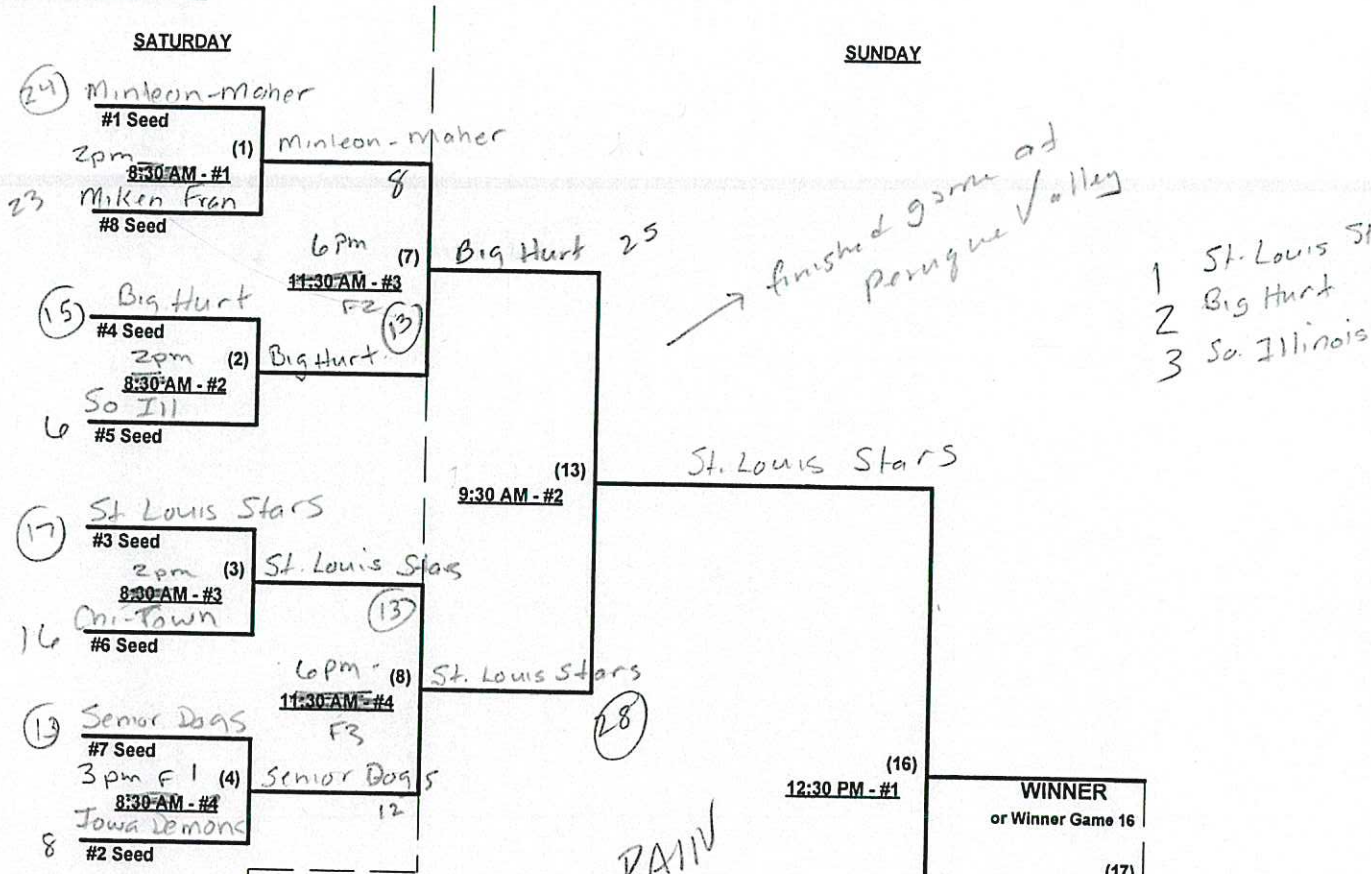 SATURDAY
SUNDAY
24 Minleon-Maher
#1 Seed
2pm (1) Minleon-Maher
8:30 AM - #1 8
23 Miken Fran
#8 Seed
6pm (7) Big Hurt 25
11:30 AM - #3
F2 13
15 Big Hurt
#4 Seed
2pm (2) Big Hurt
8:30 AM - #2
So Ill
6 #5 Seed
finished game at
peruque Valley
1 St. Louis St
2 Big Hurt
3 So. Illinois
(13) St. Louis Stars
9:30 AM - #2
17 St Louis Stars
#3 Seed
2pm (3) St. Louis Stars
8:30 AM - #3
13
Chi-Town
16 #6 Seed
6pm (8) St. Louis Stars
11:30 AM - #4
F3 28
Senior Dogs
#7 Seed
3pm F1 (4) Senior Dogs
8:30 AM - #4 12
Iowa Demons
8 #2 Seed
(16)
12:30 PM - #1 WINNER
or Winner Game 16
(17)